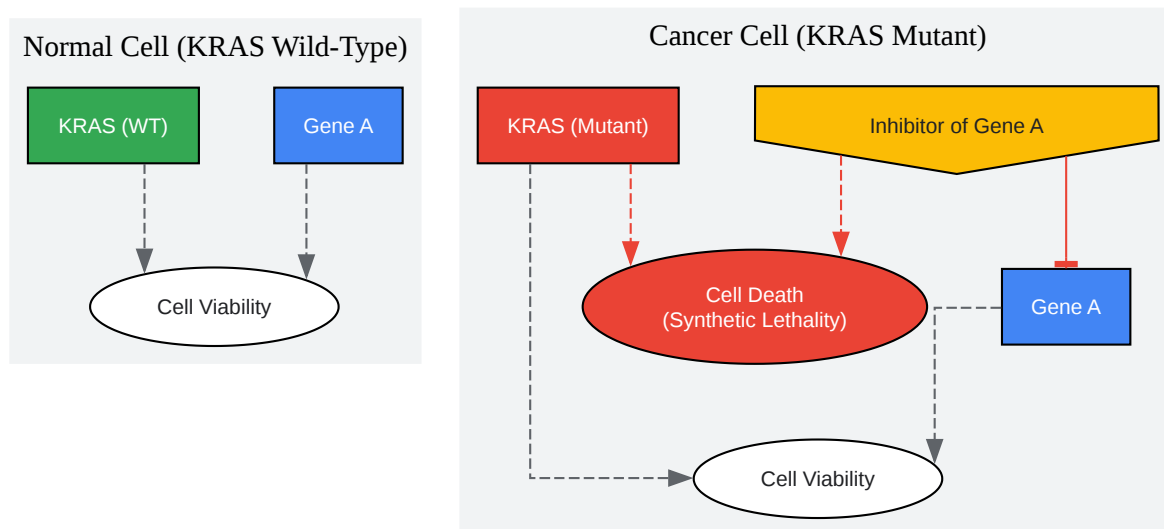 Normal Cell (KRAS Wild-Type)
KRAS (WT)
Gene A
Cell Viability
Cancer Cell (KRAS Mutant)
KRAS (Mutant)
Inhibitor of Gene A
Cell Death
(Synthetic Lethality)
Gene A
Cell Viability